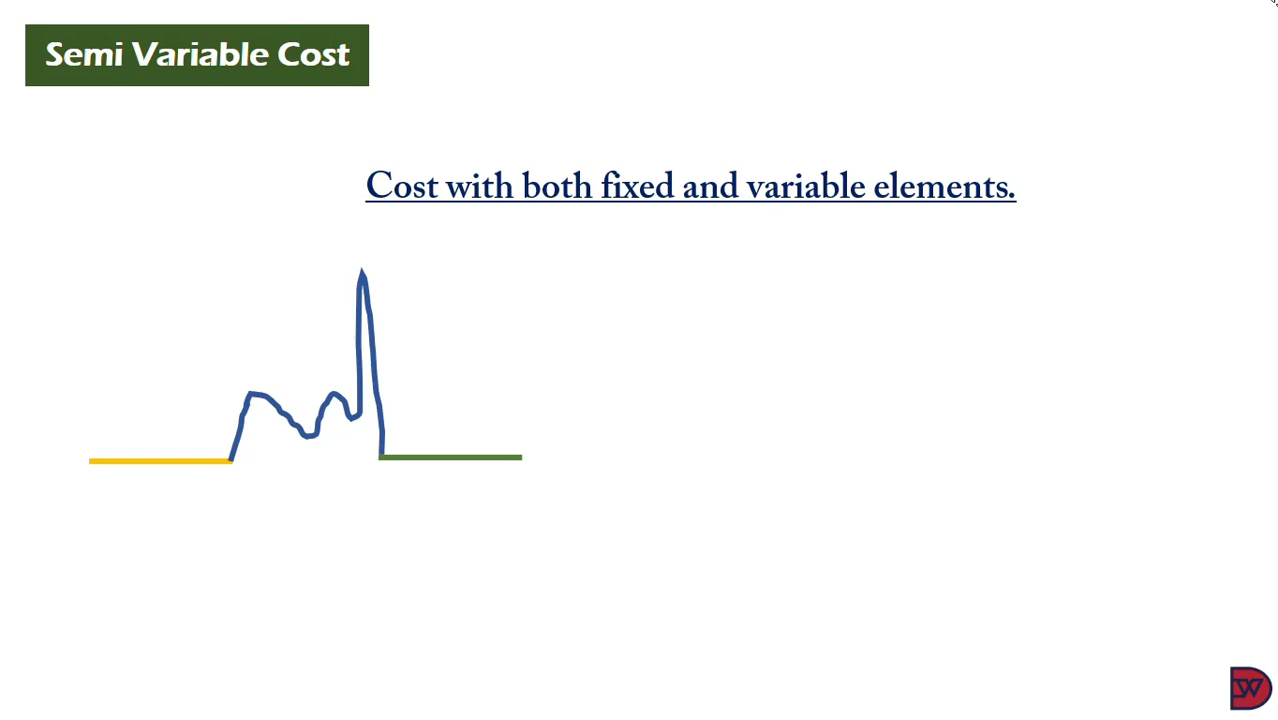 Semi Variable Cost
Cost with both fixed and variable elements.